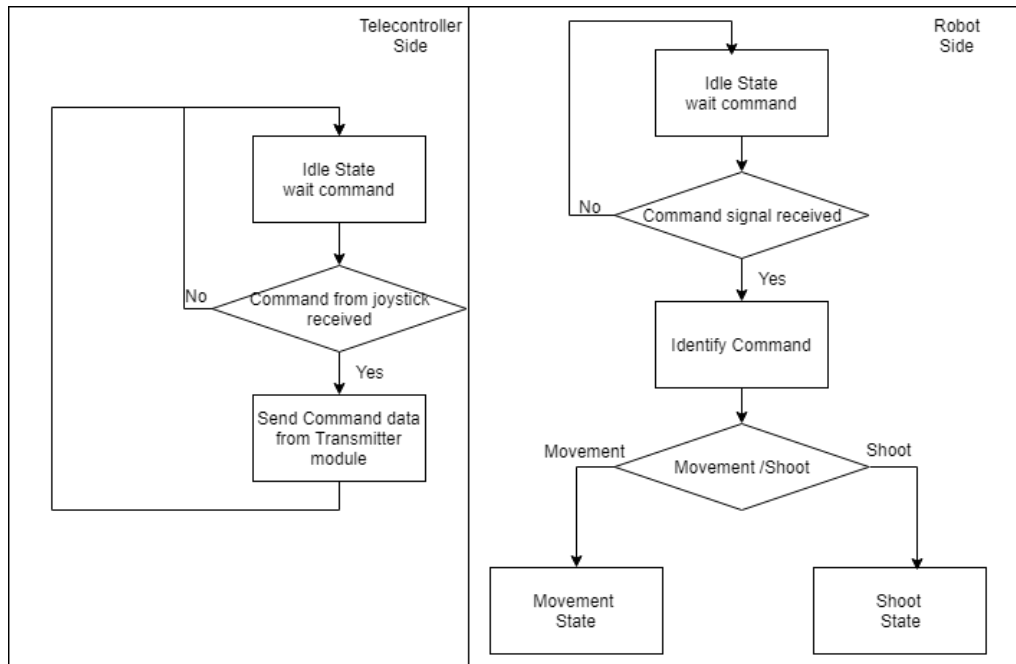 Telecontroller
Side
Idle State
wait command
No
Command from joystick
received
Yes
Send Command data
from Transmitter
module
Robot
Side
Idle State
wait command
No
Command signal received
Yes
Identify Command
Movement
Movement /Shoot
Shoot
Movement
State
Shoot
State